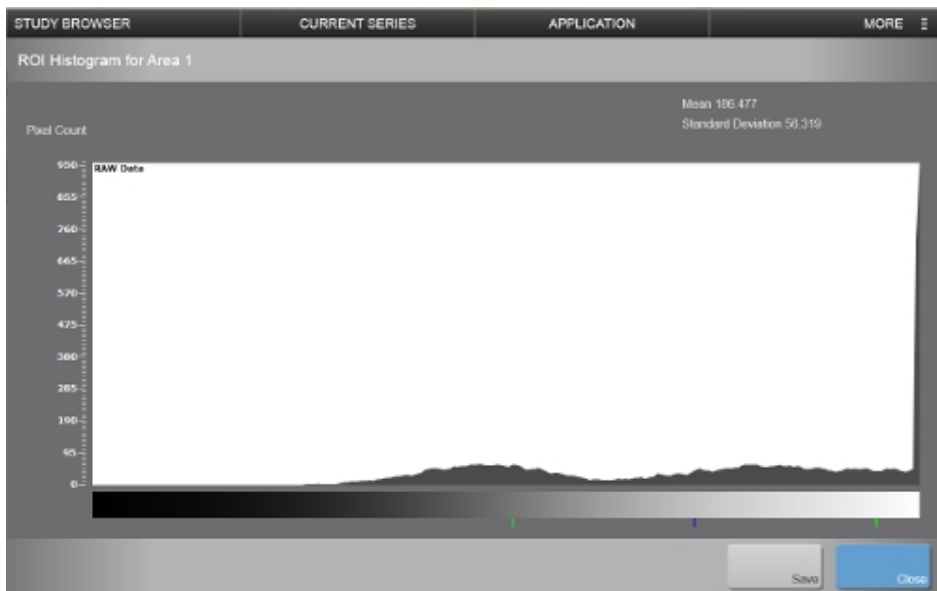 STUDY BROWSER CURRENT SERIES APPLICATION MORE
ROI Histogram for Area 1
Mean 186.477
Standard Deviation 56.319
Pixel Count
950
RAW Data
855
760
665
570
475
380
285
190
95
0
Save
Close